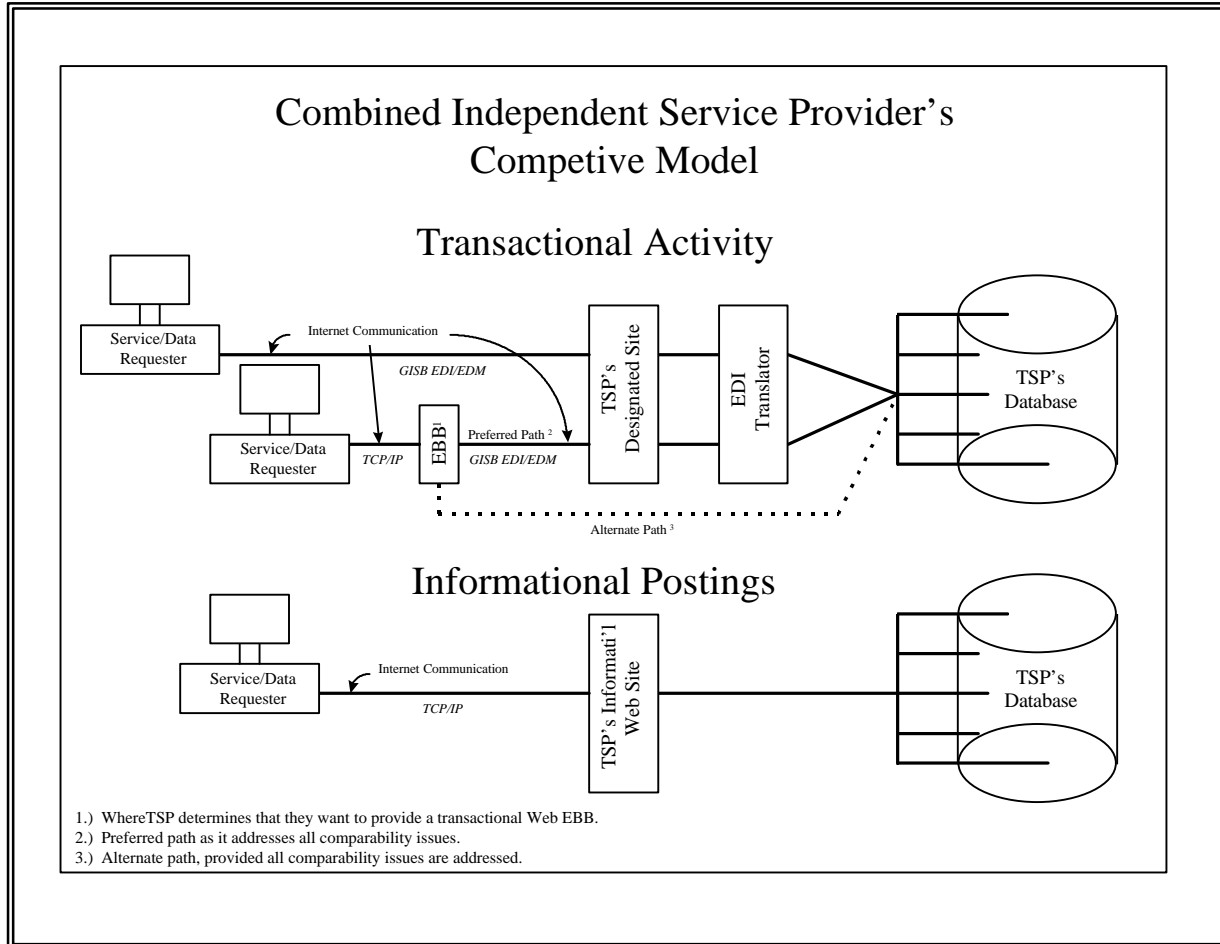 Combined Independent Service Provider’s
Competive Model
Transactional Activity
Service/Data
Requester
Internet Communication
GISB EDI/EDM
TSP’s
Designated Site
EDI
Translator
TSP’s
Database
Service/Data
Requester
TCP/IP
EBB¹
Preferred Path ²
GISB EDI/EDM
Alternate Path ³
Informational Postings
Service/Data
Requester
Internet Communication
TCP/IP
TSP’s Informati’l
Web Site
TSP’s
Database
1.) WhereTSP determines that they want to provide a transactional Web EBB.
2.) Preferred path as it addresses all comparability issues.
3.) Alternate path, provided all comparability issues are addressed.